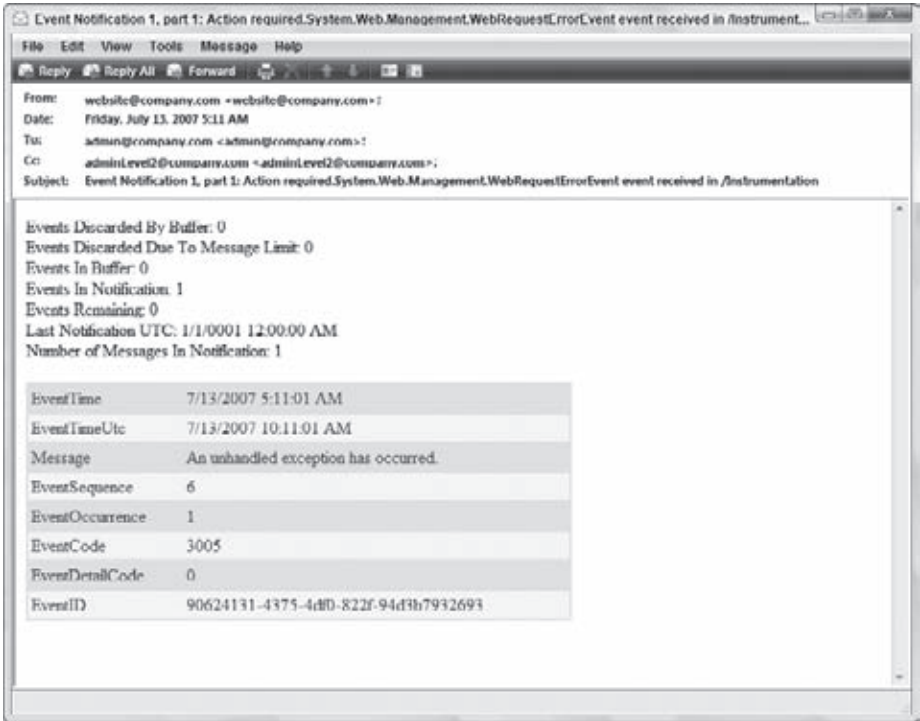 Event Notification 1, part 1: Action required.System.Web.Management.WebRequestErrorEvent event received in /Instrument...
File Edit View Tools Message Help
Reply Reply All Forward
From: website@company.com <website@company.com>;
Date: Friday, July 13, 2007 5:11 AM
To: admin@company.com <admin@company.com>;
Cc: adminLevel2@company.com <adminLevel2@company.com>;
Subject: Event Notification 1, part 1: Action required.System.Web.Management.WebRequestErrorEvent event received in /Instrumentation
Events Discarded By Buffer: 0
Events Discarded Due To Message Limit: 0
Events In Buffer: 0
Events In Notification: 1
Events Remaining: 0
Last Notification UTC: 1/1/0001 12:00:00 AM
Number of Messages In Notification: 1
EventTime 7/13/2007 5:11:01 AM
EventTimeUtc 7/13/2007 10:11:01 AM
Message An unhandled exception has occurred.
EventSequence 6
EventOccurrence 1
EventCode 3005
EventDetailCode 0
EventID 90624131-4375-4df0-822f-94d3b7932693